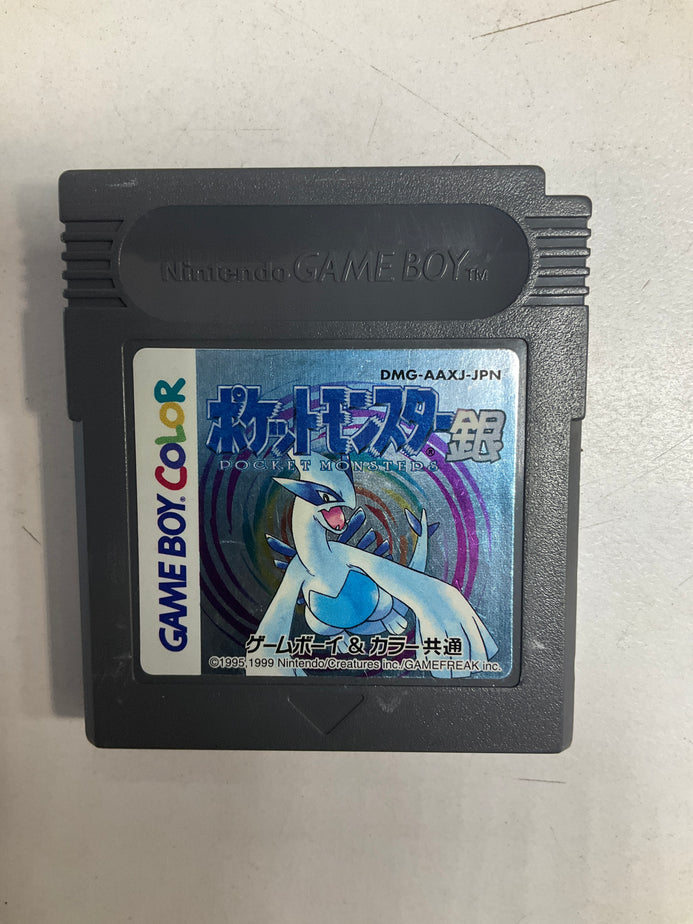 Nintendo GAME BOY TM
DMG-AAXJ-JPN
ポケットモンスター銀
®
POCKET MONSTERS
GAME BOY COLOR
ゲームボーイ & カラー 共通
©1995,1999 Nintendo/Creatures inc./GAMEFREAK inc.